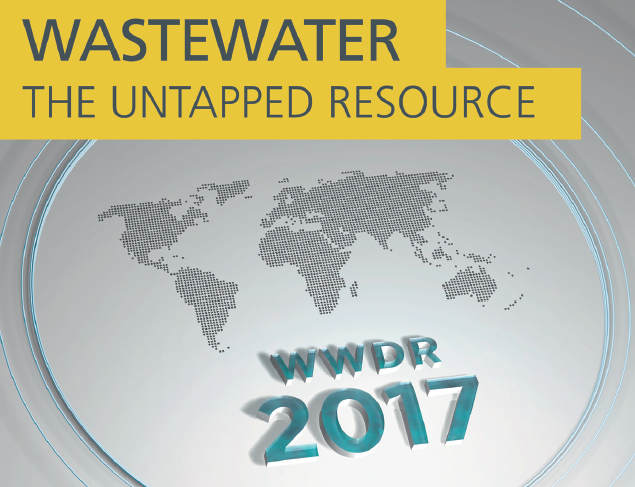 WASTEWATER
THE UNTAPPED RESOURCE
WWDR
2017